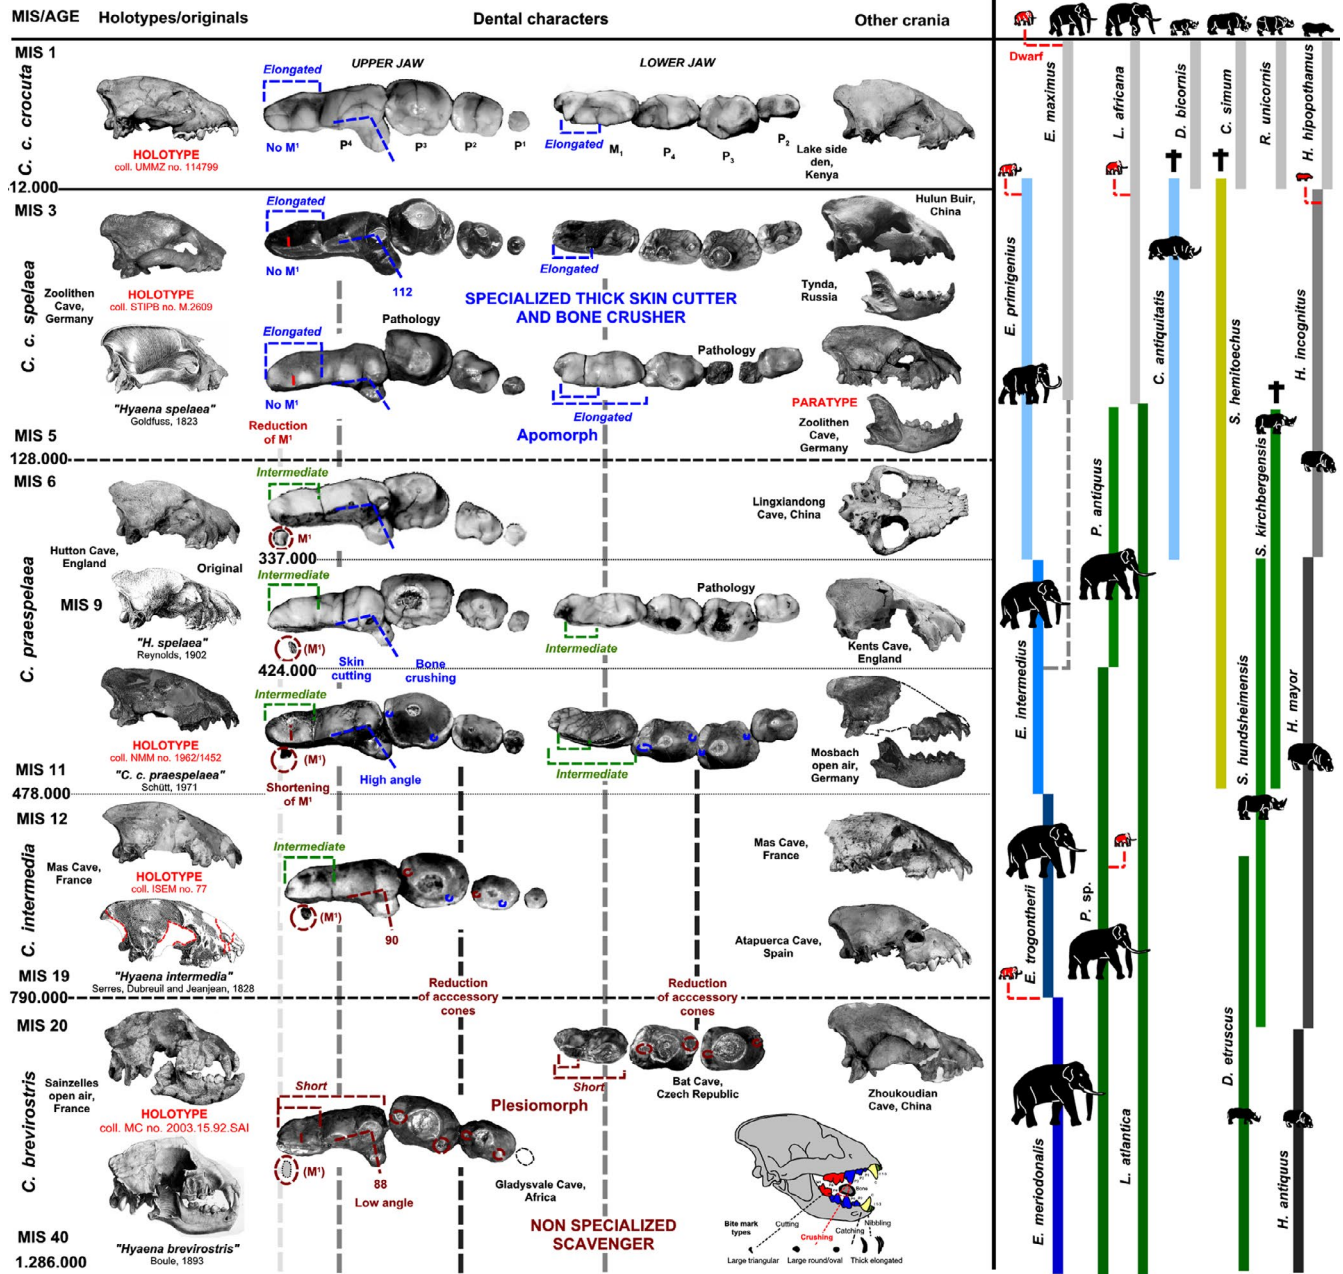 MIS/AGE
Holotypes/originals
Dental characters
Other crania
MIS 1
C. c. crocuta
HOLOTYPE
coll. UMMZ no. 114799
Elongated
UPPER JAW
LOWER JAW
No M¹
P⁴
P³
P²
P¹
Elongated
M₁
P₄
P₃
P₂
Lake side
den,
Kenya
12.000
MIS 3
C. c. spelaea
Zoolithen
Cave,
Germany
HOLOTYPE
coll. STIPB no. M.2609
Elongated
No M¹
112
Elongated
Hulun Buir,
China
Tynda,
Russia
SPECIALIZED THICK SKIN CUTTER
AND BONE CRUSHER
"Hyaena spelaea"
Goldfuss, 1823
Elongated
Pathology
No M¹
Pathology
Elongated
PARATYPE
Zoolithen
Cave,
Germany
Reduction
of M¹
Apomorph
MIS 5
128.000
MIS 6
C. praespelaea
Hutton Cave,
England
Original
Intermediate
M¹
Lingxiandong
Cave, China
337.000
MIS 9
"H. spelaea"
Reynolds, 1902
Intermediate
(M¹)
Skin
cutting
Bone
crushing
Pathology
Intermediate
Kents Cave,
England
424.000
HOLOTYPE
coll. NMM no. 1962/1452
"C. c. praespelaea"
Schütt, 1971
Intermediate
(M¹)
Shortening
of M¹
High angle
Intermediate
Mosbach
open air,
Germany
MIS 11
478.000
MIS 12
C. intermedia
Mas Cave,
France
HOLOTYPE
coll. ISEM no. 77
"Hyaena intermedia"
Serres, Dubreuil and Jeanjean, 1828
Intermediate
(M¹)
90
Mas Cave,
France
Atapuerca Cave,
Spain
MIS 19
790.000
Reduction
of acccessory
cones
Reduction
of acccessory
cones
MIS 20
C. brevirostris
Sainzelles
open air,
France
HOLOTYPE
coll. MC no. 2003.15.92.SAI
"Hyaena brevirostris"
Boule, 1893
Short
(M¹)
88
Low angle
Plesiomorph
Gladysvale Cave,
Africa
Short
Bat Cave,
Czech Republic
Zhoukoudian
Cave, China
NON SPECIALIZED
SCAVENGER
Bone
Bite mark
types
Cutting
Crushing
Catching
Nibbling
Large triangular
Large round/oval
Thick elongated
MIS 40
1.286.000
Dwarf
E. maximus
L. africana
D. bicornis
C. simum
R. unicornis
H. hipopothamus
E. primigenius
C. antiquitatis
S. hemitoechus
H. incognitus
P. antiquus
S. kirchbergensis
E. intermedius
S. hundsheimensis
H. mayor
E. trogontherii
P. sp.
D. etruscus
E. meriodonalis
L. atlantica
H. antiquus